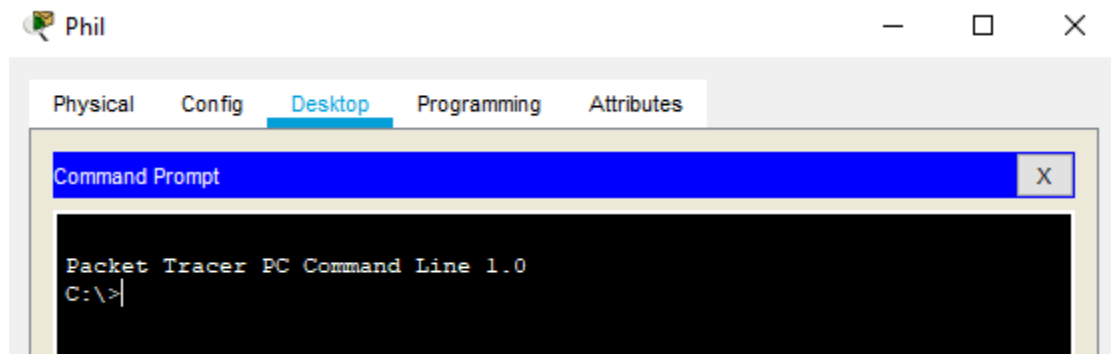 Phil
Physical Config Desktop Programming Attributes
Command Prompt X
Packet Tracer PC Command Line 1.0
C:\>